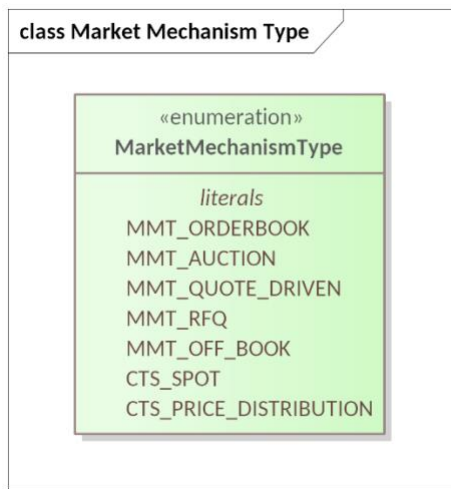 class Market Mechanism Type
«enumeration»
MarketMechanismType
literals
MMT_ORDERBOOK
MMT_AUCTION
MMT_QUOTE_DRIVEN
MMT_RFQ
MMT_OFF_BOOK
CTS_SPOT
CTS_PRICE_DISTRIBUTION